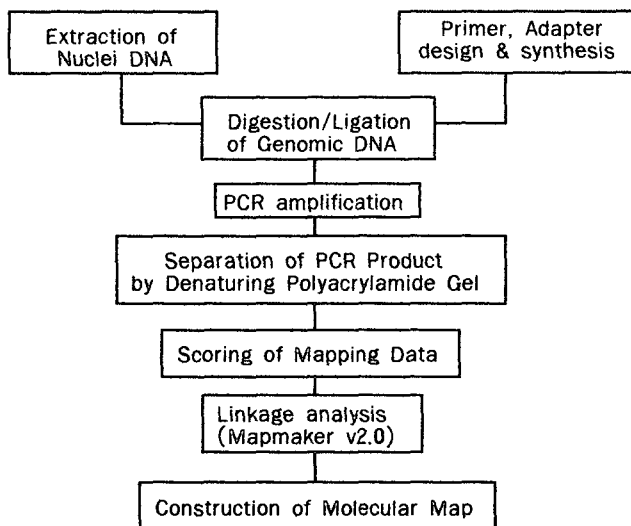 Extraction of
Nuclei DNA
Primer, Adapter
design & synthesis
Digestion/Ligation
of Genomic DNA
PCR amplification
Separation of PCR Product
by Denaturing Polyacrylamide Gel
Scoring of Mapping Data
Linkage analysis
(Mapmaker v2.0)
Construction of Molecular Map